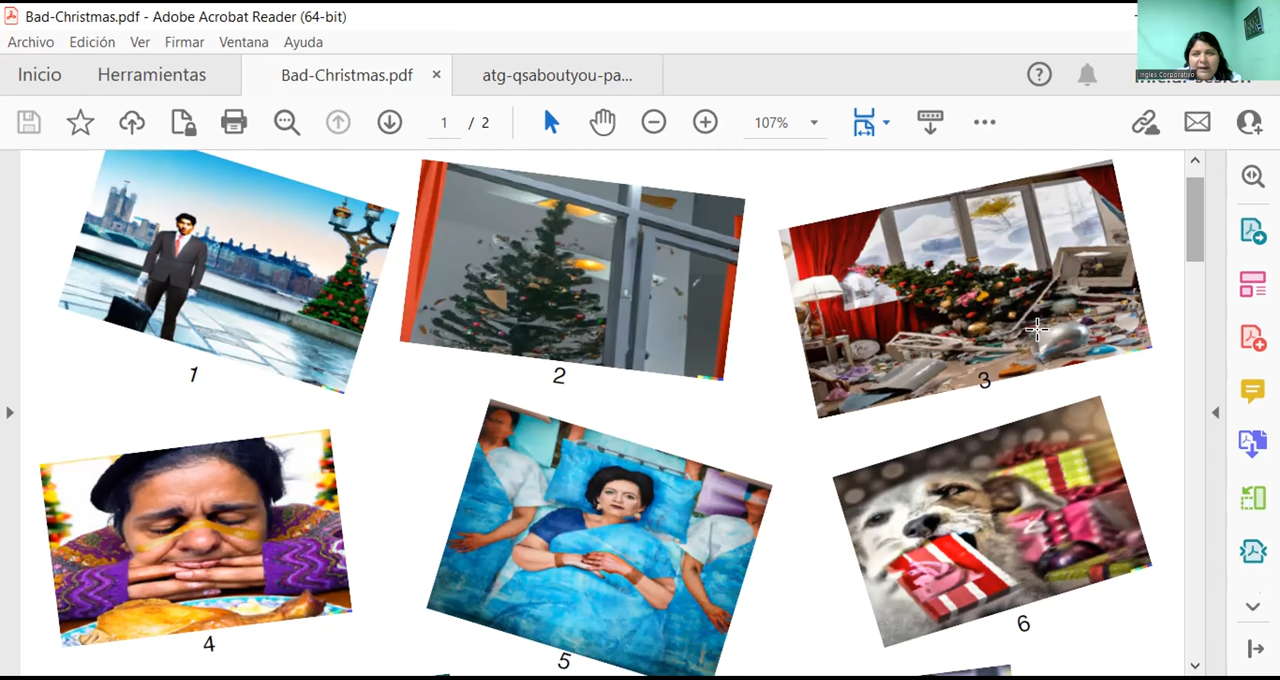 Bad-Christmas.pdf - Adobe Acrobat Reader (64-bit)
Archivo Edición Ver Firmar Ventana Ayuda
Inicio Herramientas Bad-Christmas.pdf × atg-qsaboutyou-pa...
Ingles Corporativo
1 / 2 107%
1
2
3
4
5
6